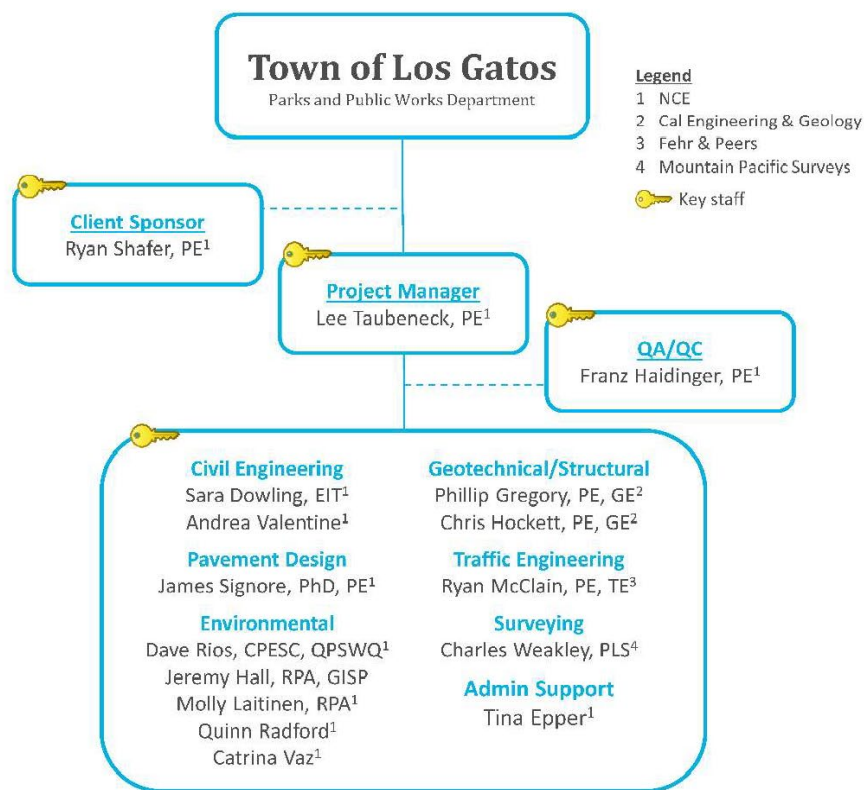 Town of Los Gatos
Parks and Public Works Department
Legend
1 NCE
2 Cal Engineering & Geology
3 Fehr & Peers
4 Mountain Pacific Surveys
Key staff
Client Sponsor
Ryan Shafer, PE¹
Project Manager
Lee Taubeneck, PE¹
QA/QC
Franz Haidinger, PE¹
Civil Engineering
Sara Dowling, EIT¹
Andrea Valentine¹
Pavement Design
James Signore, PhD, PE¹
Environmental
Dave Rios, CPESC, QPSWQ¹
Jeremy Hall, RPA, GISP
Molly Laitinen, RPA¹
Quinn Radford¹
Catrina Vaz¹
Geotechnical/Structural
Phillip Gregory, PE, GE²
Chris Hockett, PE, GE²
Traffic Engineering
Ryan McClain, PE, TE³
Surveying
Charles Weakley, PLS⁴
Admin Support
Tina Epper¹